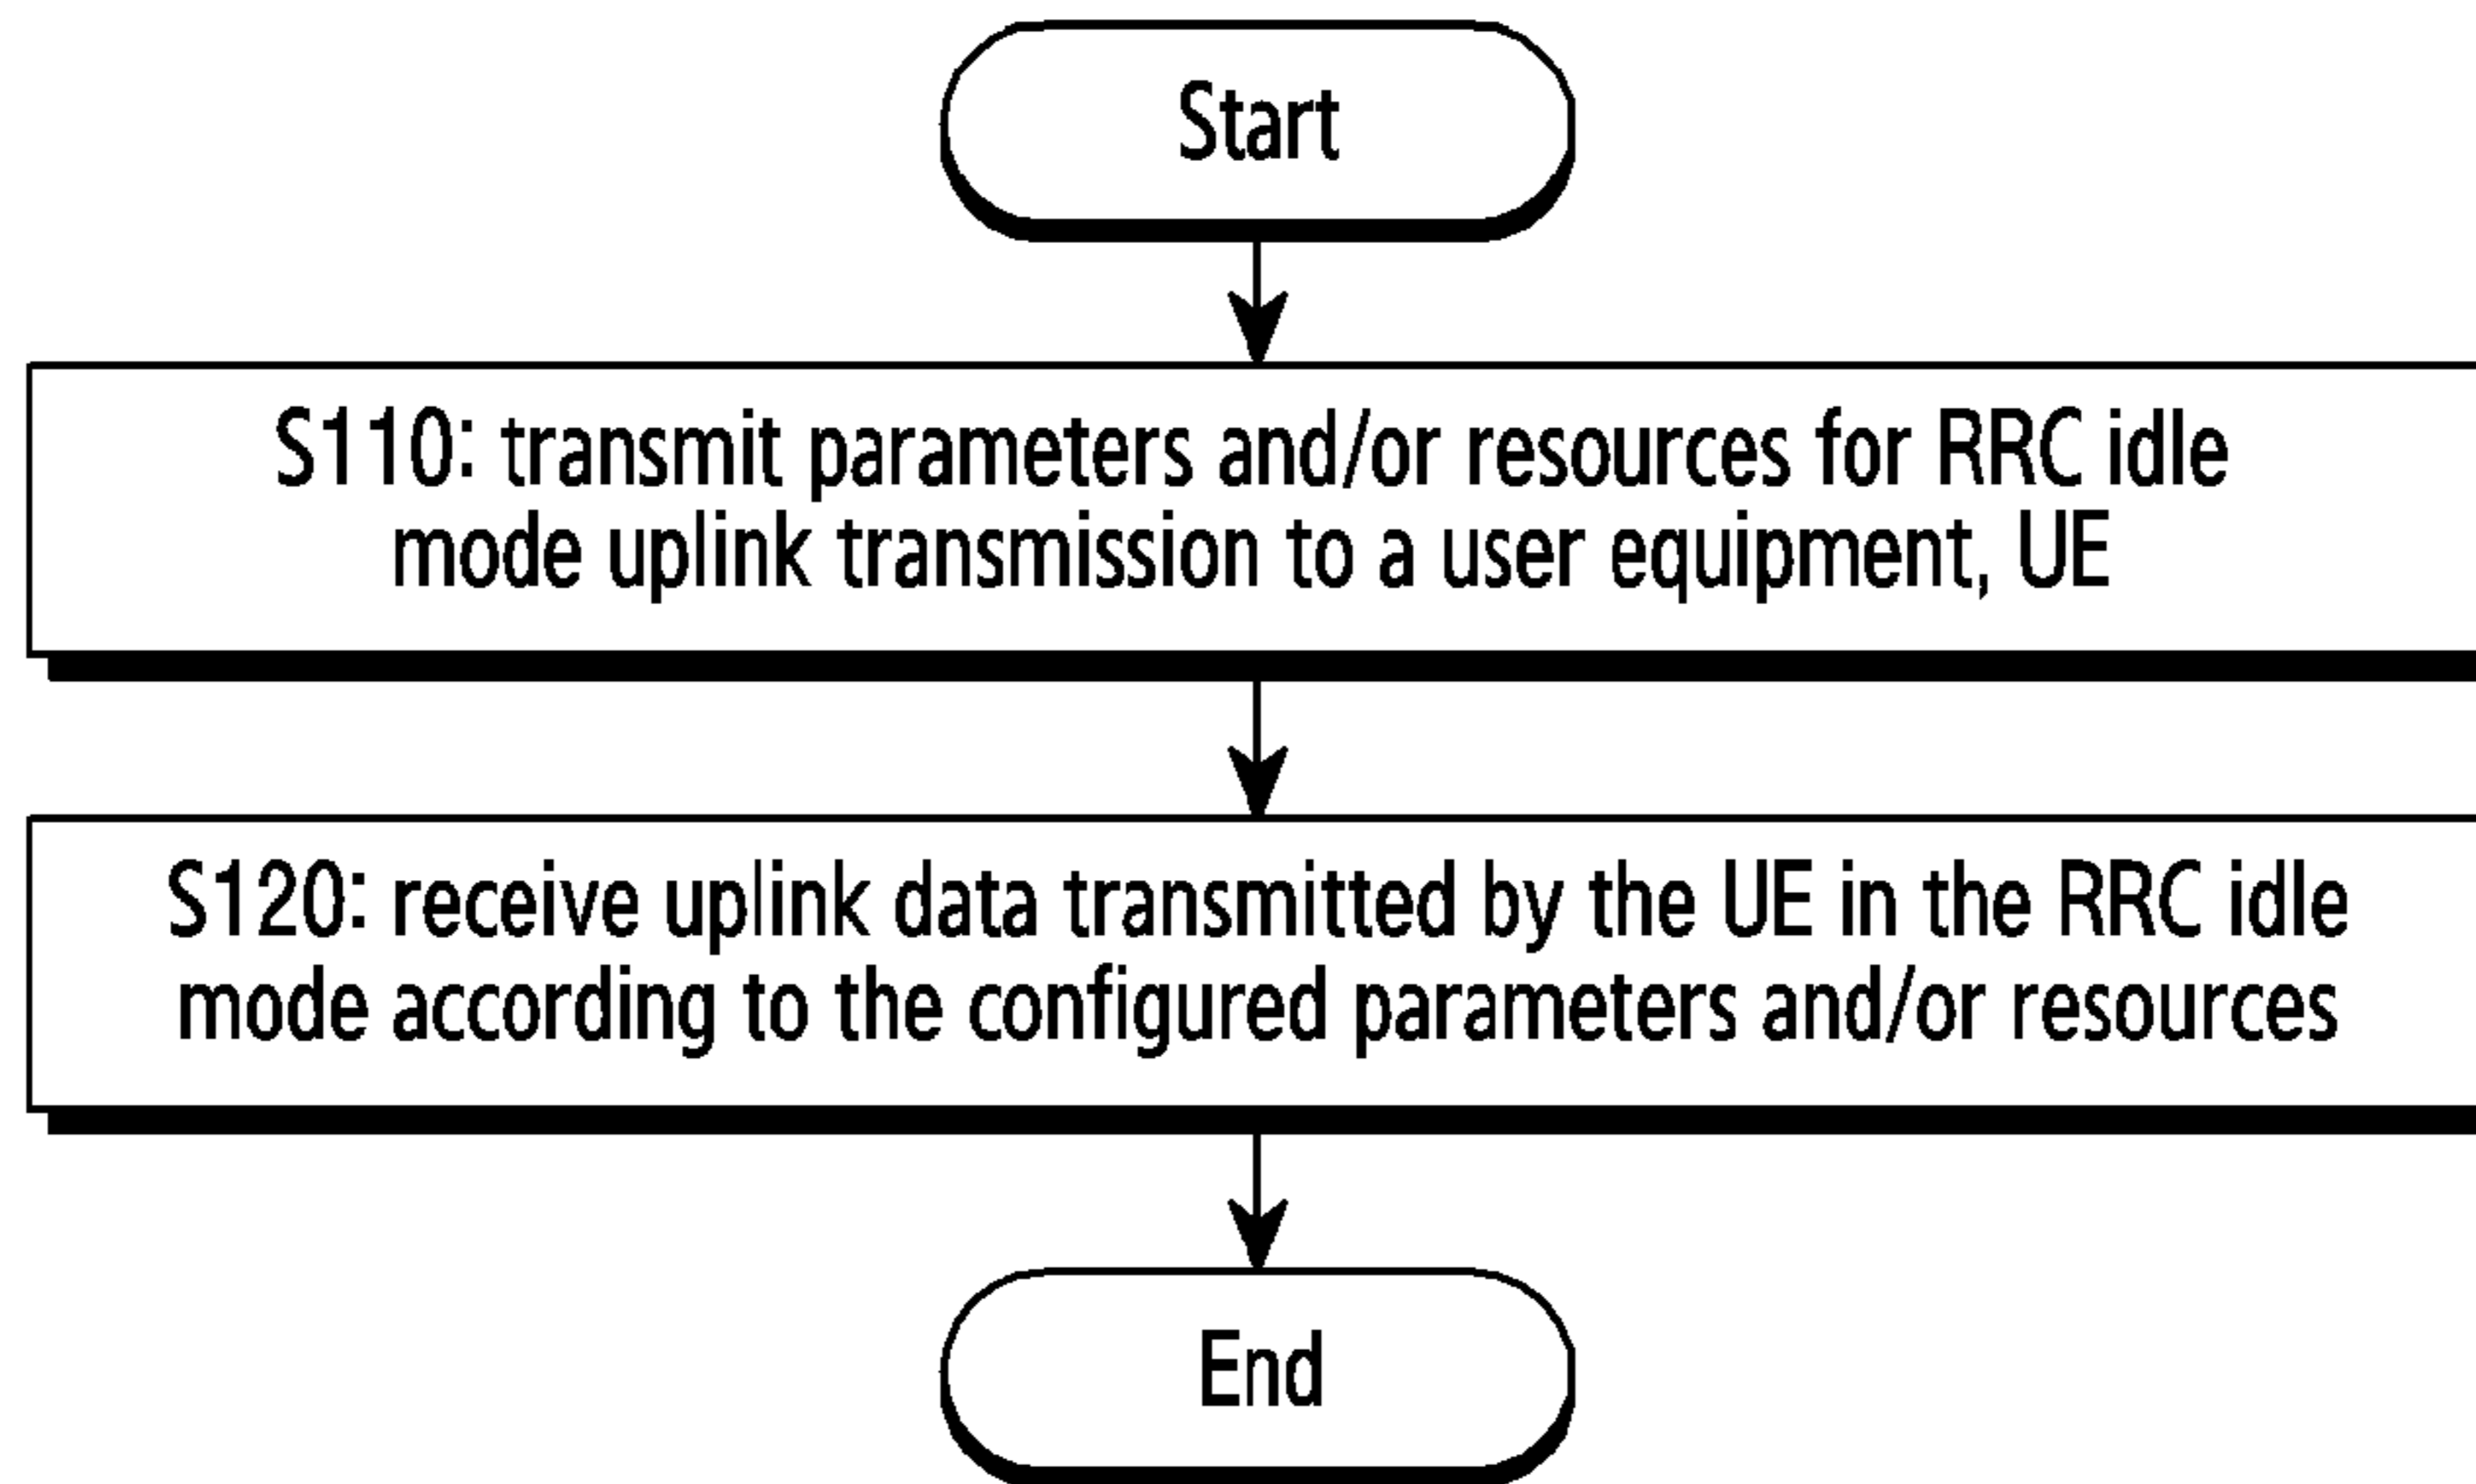 Start
S110: transmit parameters and/or resources for RRC idle
mode uplink transmission to a user equipment, UE
S120: receive uplink data transmitted by the UE in the RRC idle
mode according to the configured parameters and/or resources
End